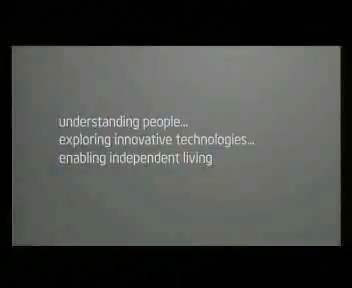 understanding people...
exploring innovative technologies...
enabling independent living